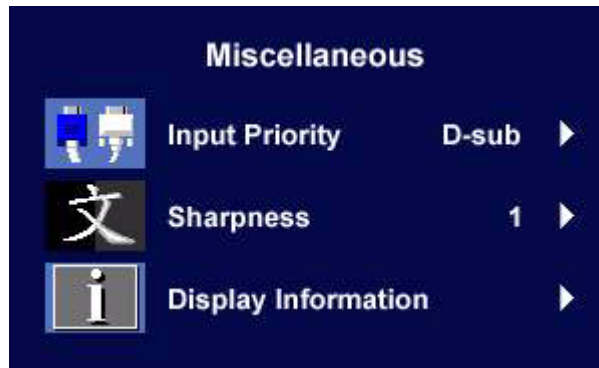 Miscellaneous
Input Priority D-sub
文 Sharpness 1
i Display Information